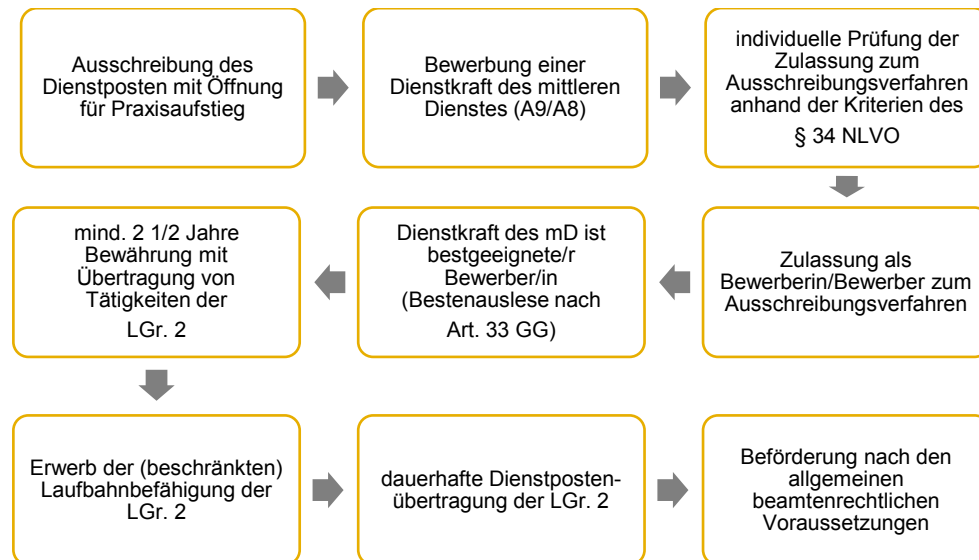 Ausschreibung des
Dienstposten mit Öffnung
für Praxisaufstieg
Bewerbung einer
Dienstkraft des mittleren
Dienstes (A9/A8)
individuelle Prüfung der
Zulassung zum
Ausschreibungsverfahren
anhand der Kriterien des
§ 34 NLVO
Zulassung als
Bewerberin/Bewerber zum
Ausschreibungsverfahren
Dienstkraft des mD ist
bestgeeignete/r
Bewerber/in
(Bestenauslese nach
Art. 33 GG)
mind. 2 1/2 Jahre
Bewährung mit
Übertragung von
Tätigkeiten der
LGr. 2
Erwerb der (beschränkten)
Laufbahnbefähigung der
LGr. 2
dauerhafte Dienstposten-
übertragung der LGr. 2
Beförderung nach den
allgemeinen
beamtenrechtlichen
Voraussetzungen